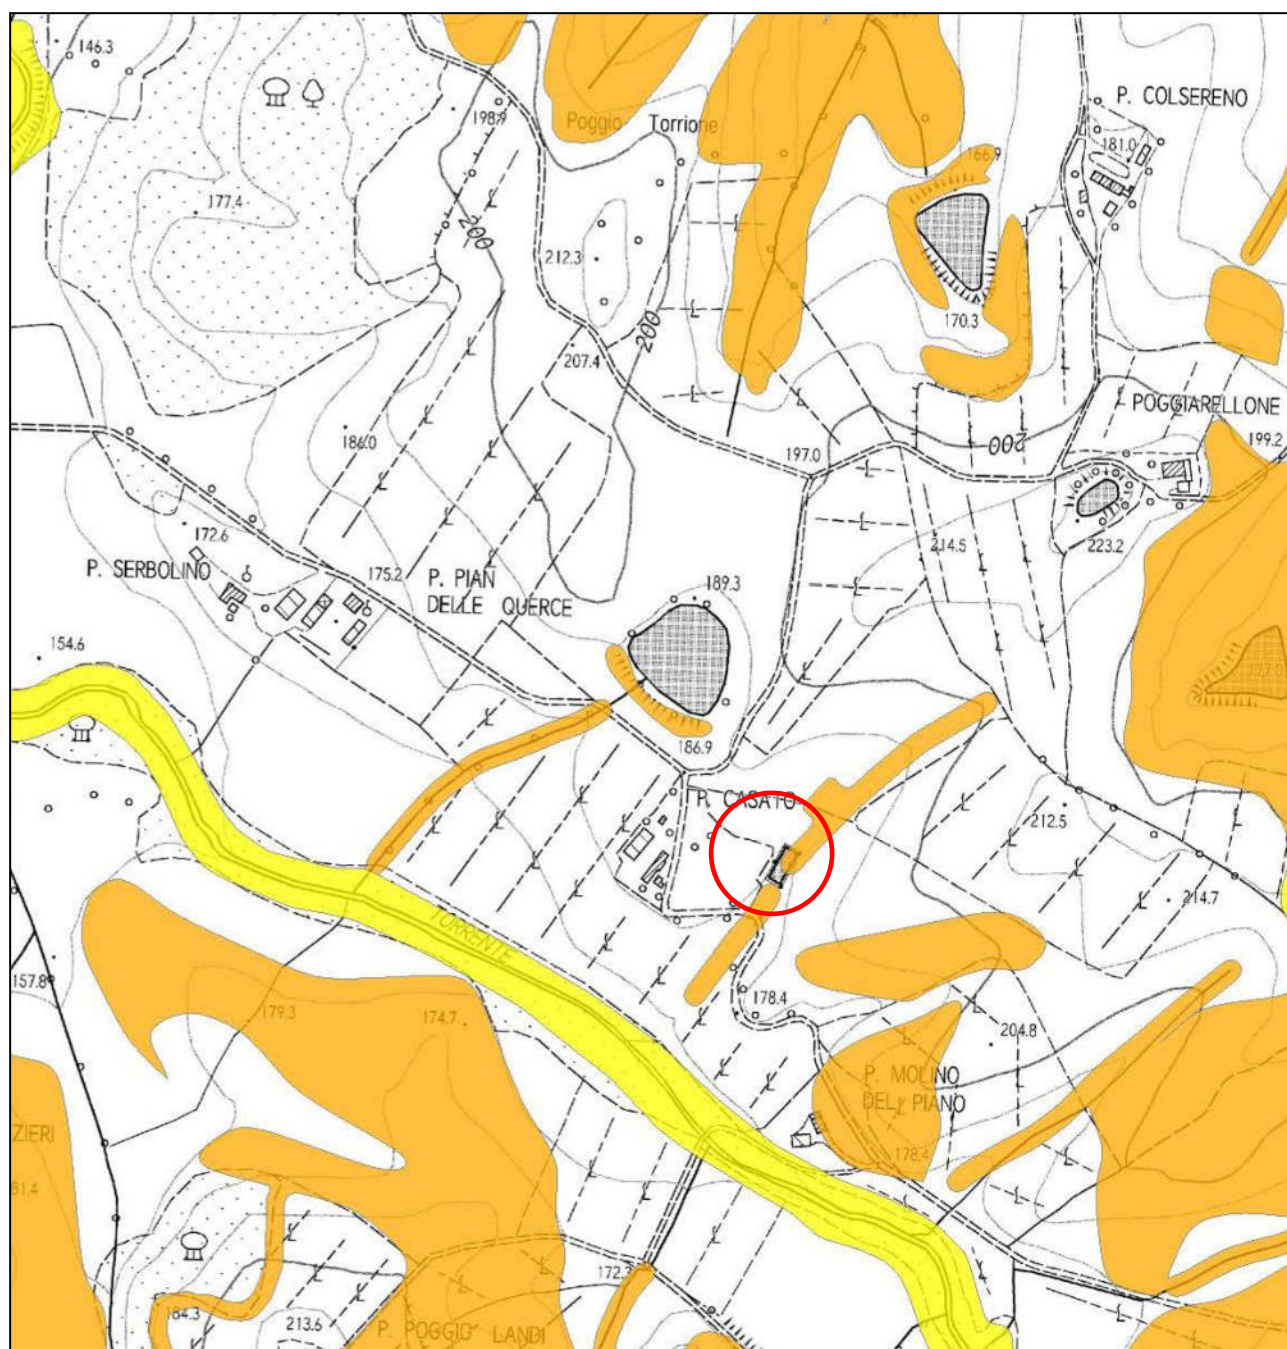 146.3
198.9
Poggio Torrione
P. COLSERENO
181.0
166.9
177.4
200
212.3
170.3
200
207.4
POGGIARELLONE
199.2
186.0
197.0
200
172.6
214.5
223.2
P. SERBOLINO
175.2
P. PIAN
DELLE QUERCE
189.3
154.6
186.9
P. CASATO
212.5
214.7
TORRENTE
157.8
179.3
174.7
178.4
204.8
P. MOLINO
DEL PIANO
ZIERI
178.4
81.4
172.
184.3
213.6
P. POGGIO LANDI